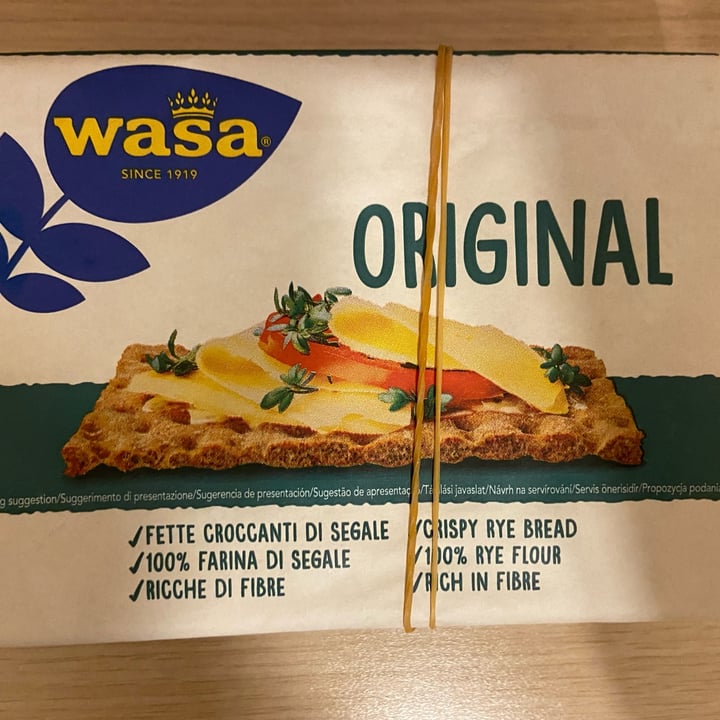 wasa®
SINCE 1919
ORIGINAL
suggestion/Suggerimento di presentazione/Sugerencia de presentación/Sugestão de apresentação/Tálalási javaslat/Návrh na servírování/Servis önerisidir/Propozycja
✓FETTE CROCCANTI DI SEGALE
✓100% FARINA DI SEGALE
✓RICCHE DI FIBRE
✓CRISPY RYE BREAD
✓100% RYE FLOUR
✓RICH IN FIBRE